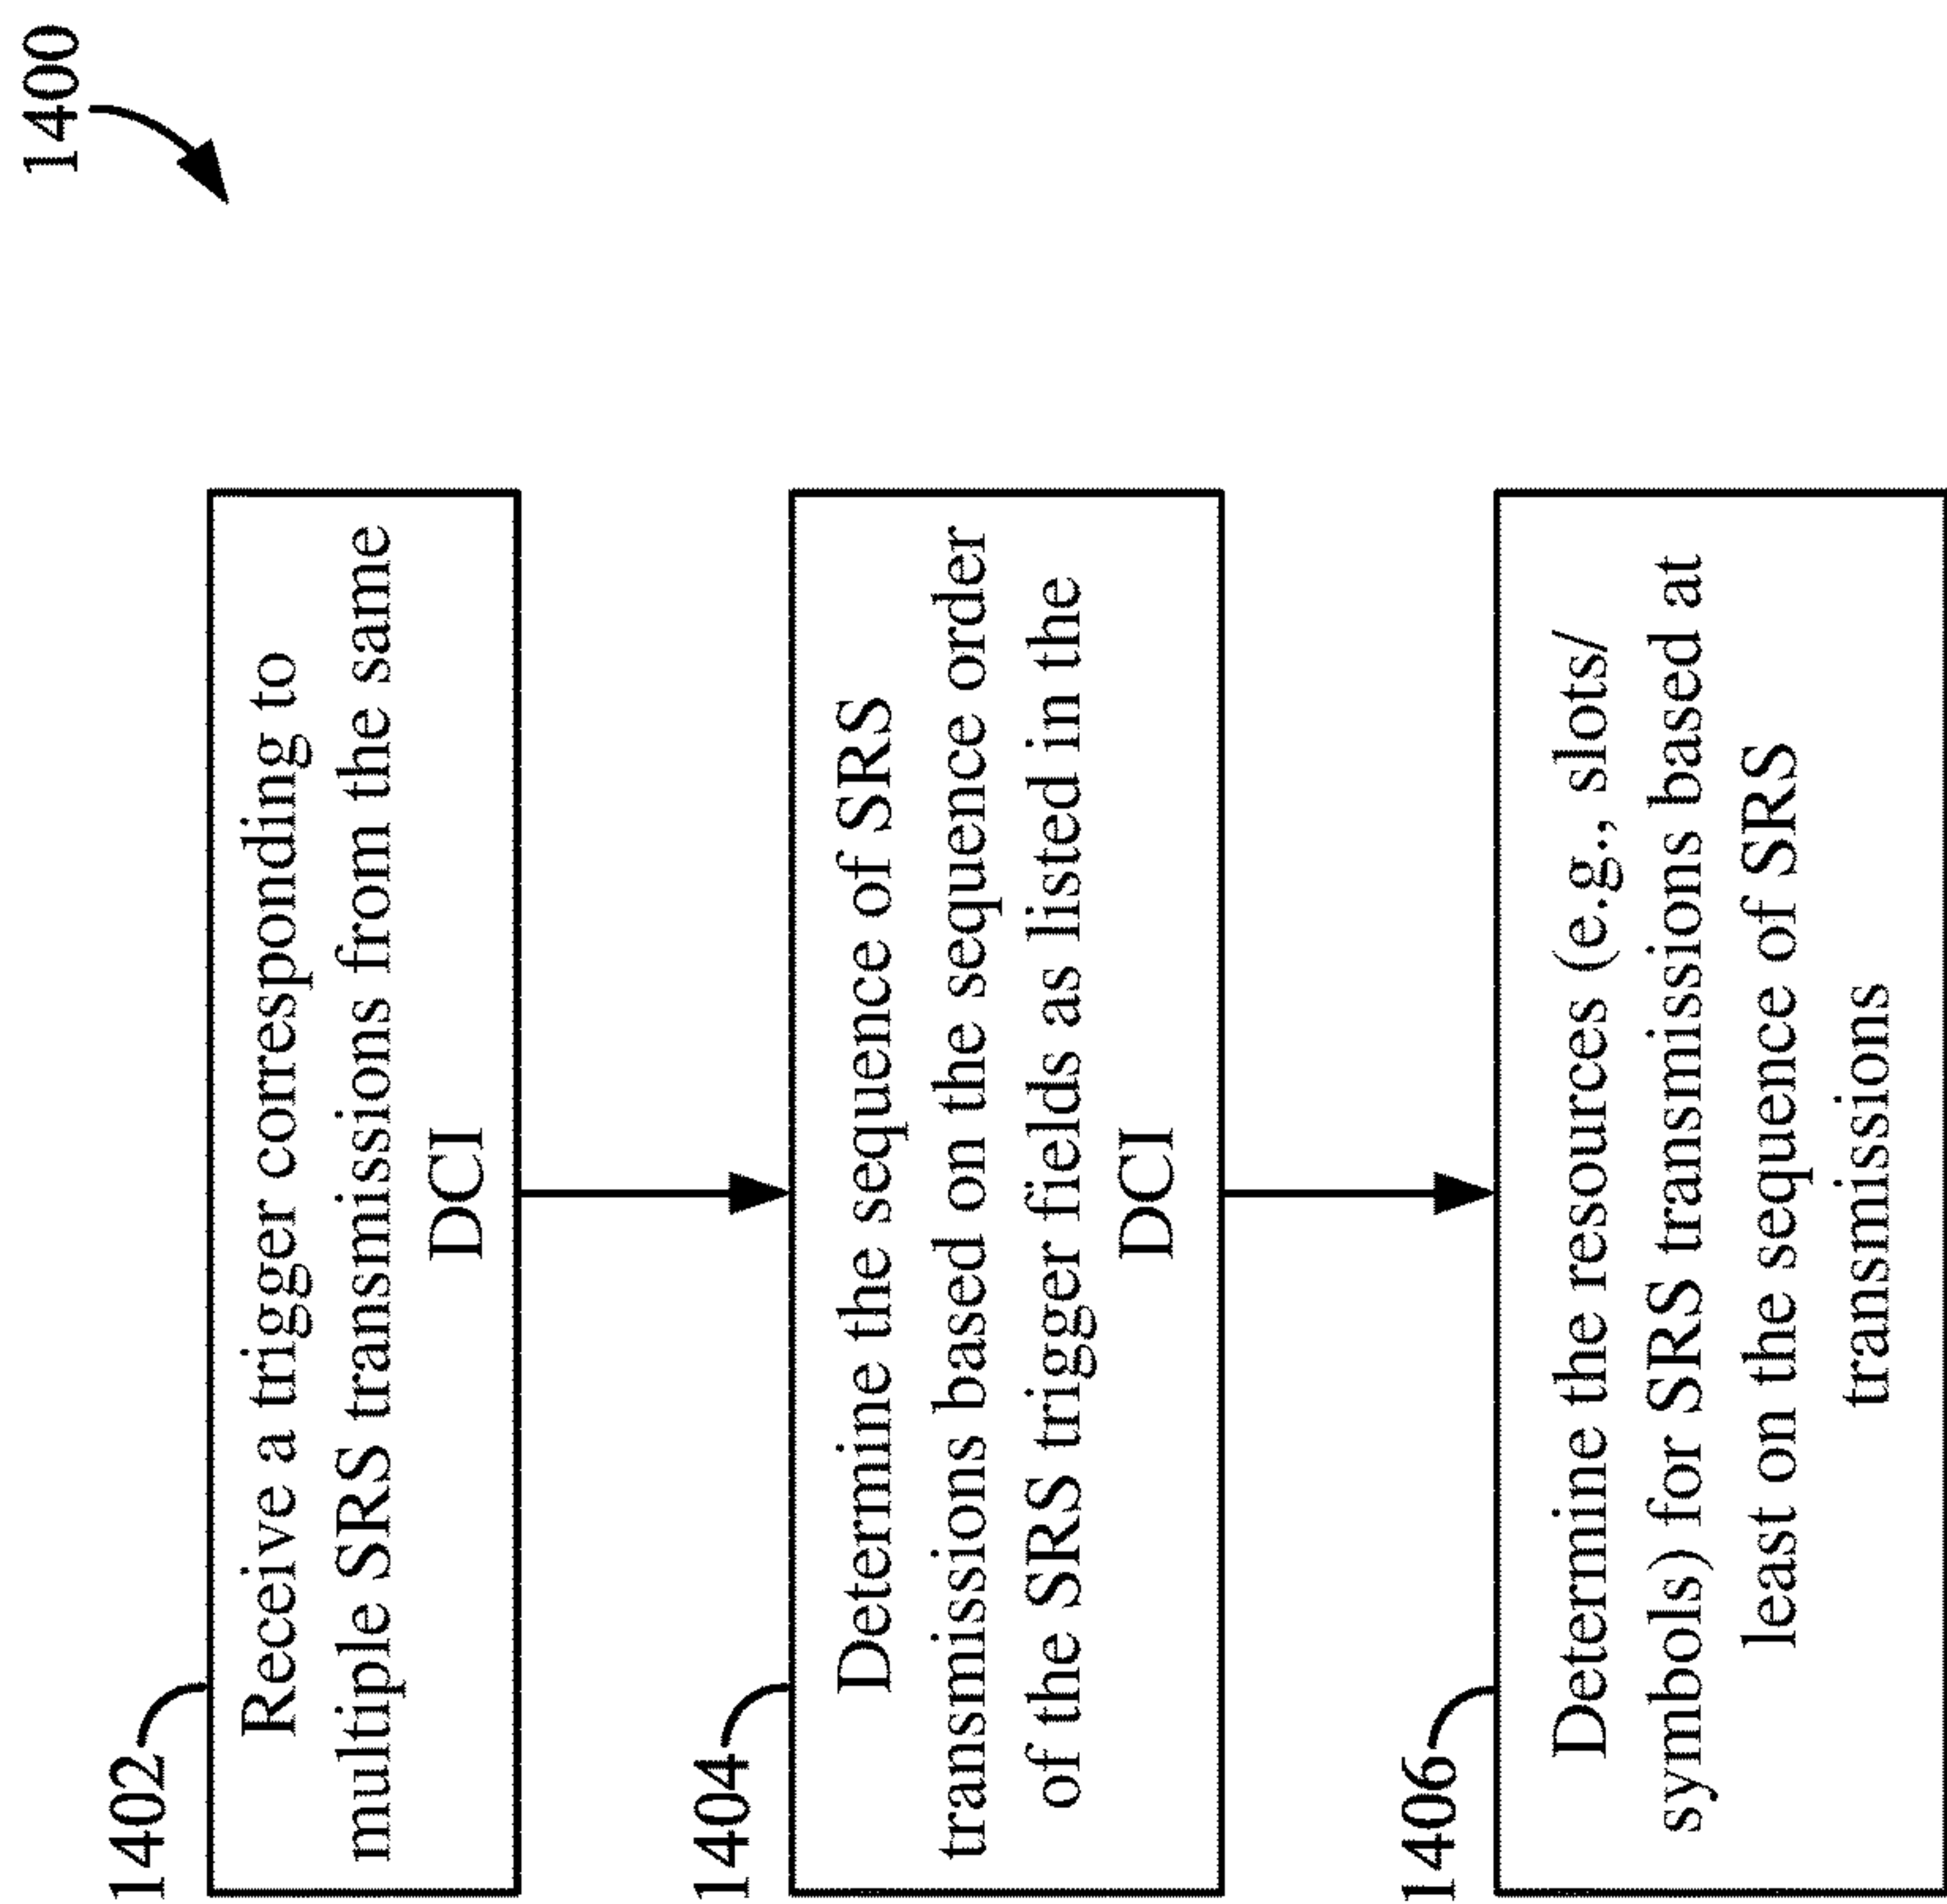 1400
1402
Receive a trigger corresponding to
multiple SRS transmissions from the same
DCI
1404
Determine the sequence of SRS
transmissions based on the sequence order
of the SRS trigger fields as listed in the
DCI
1406
Determine the resources (e.g., slots/
symbols) for SRS transmissions based at
least on the sequence of SRS
transmissions